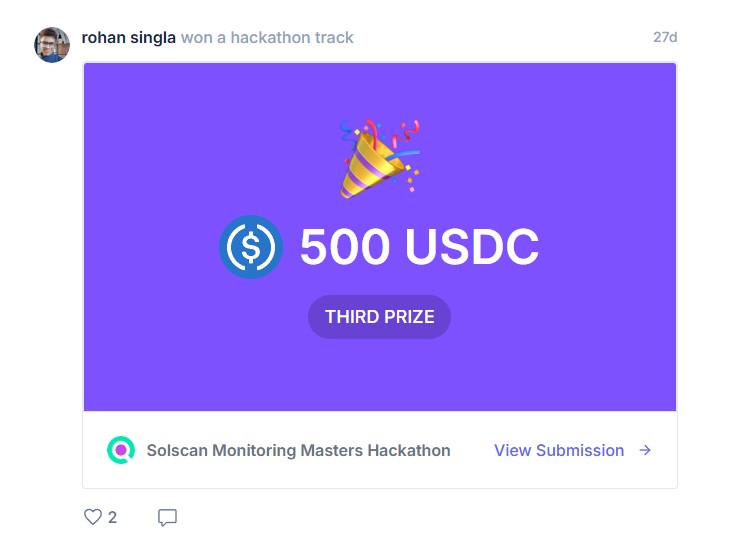 rohan singla won a hackathon track 27d
500 USDC
THIRD PRIZE
Solscan Monitoring Masters Hackathon View Submission →
2